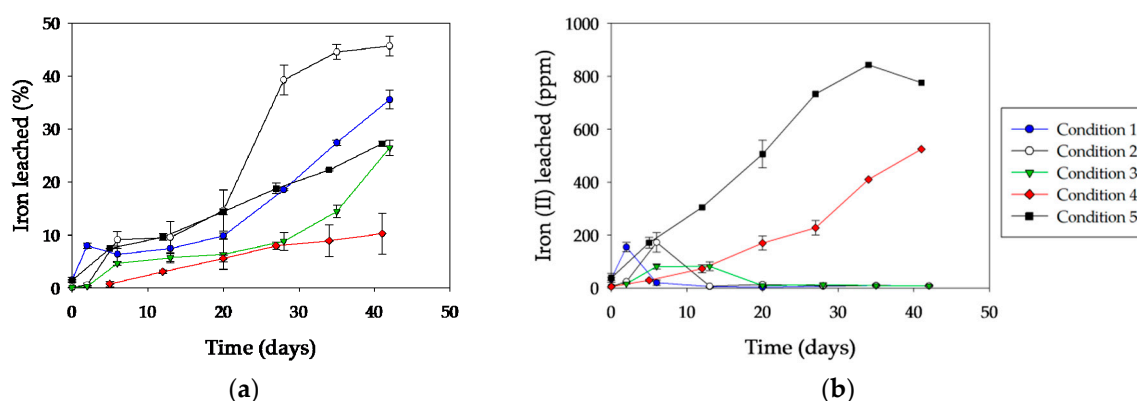 50
40
30
20
10
0
Iron leached (%)
0 10 20 30 40 50
Time (days)
(a)
1000
800
600
400
200
0
Iron (II) leached (ppm)
0 10 20 30 40 50
Time (days)
(b)
Condition 1
Condition 2
Condition 3
Condition 4
Condition 5